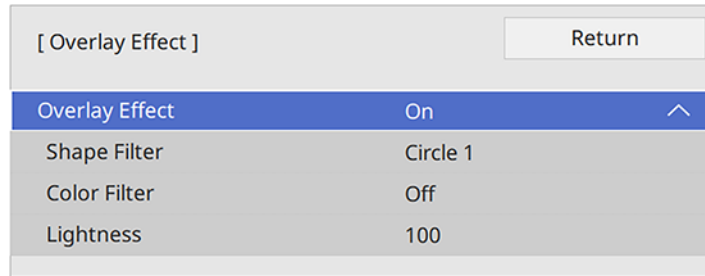 [ Overlay Effect ] Return
Overlay Effect On
Shape Filter Circle 1
Color Filter Off
Lightness 100